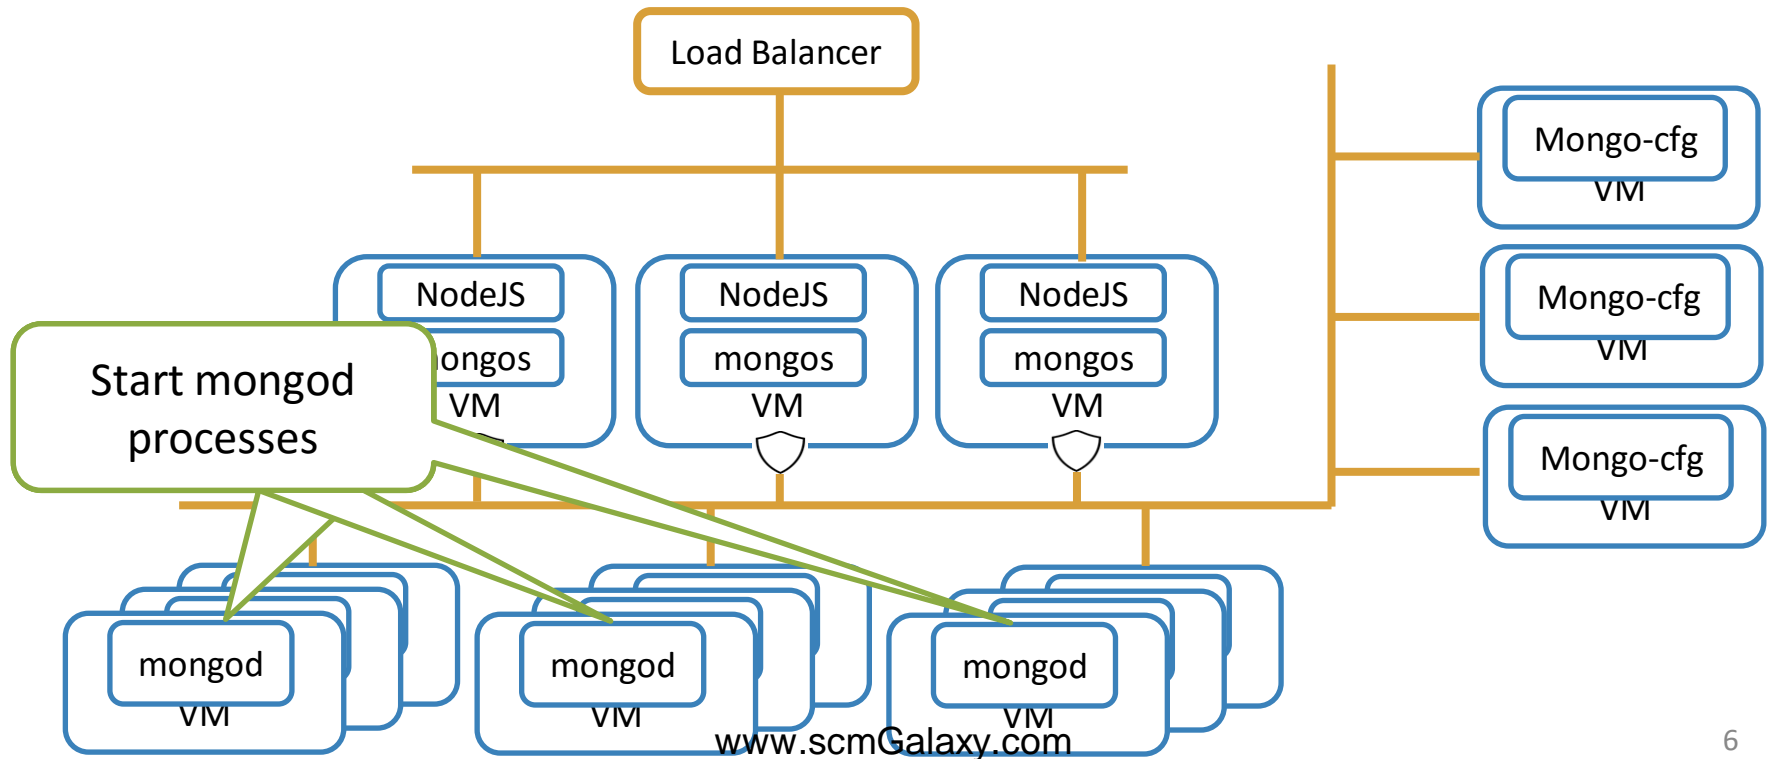 Load Balancer
Mongo-cfg
VM
Mongo-cfg
VM
Mongo-cfg
VM
NodeJS
NodeJS
NodeJS
ongos
mongos
mongos
VM
VM
VM
Start mongod
processes
mongod
mongod
mongod
VM
VM
VM
www.scmGalaxy.com
6